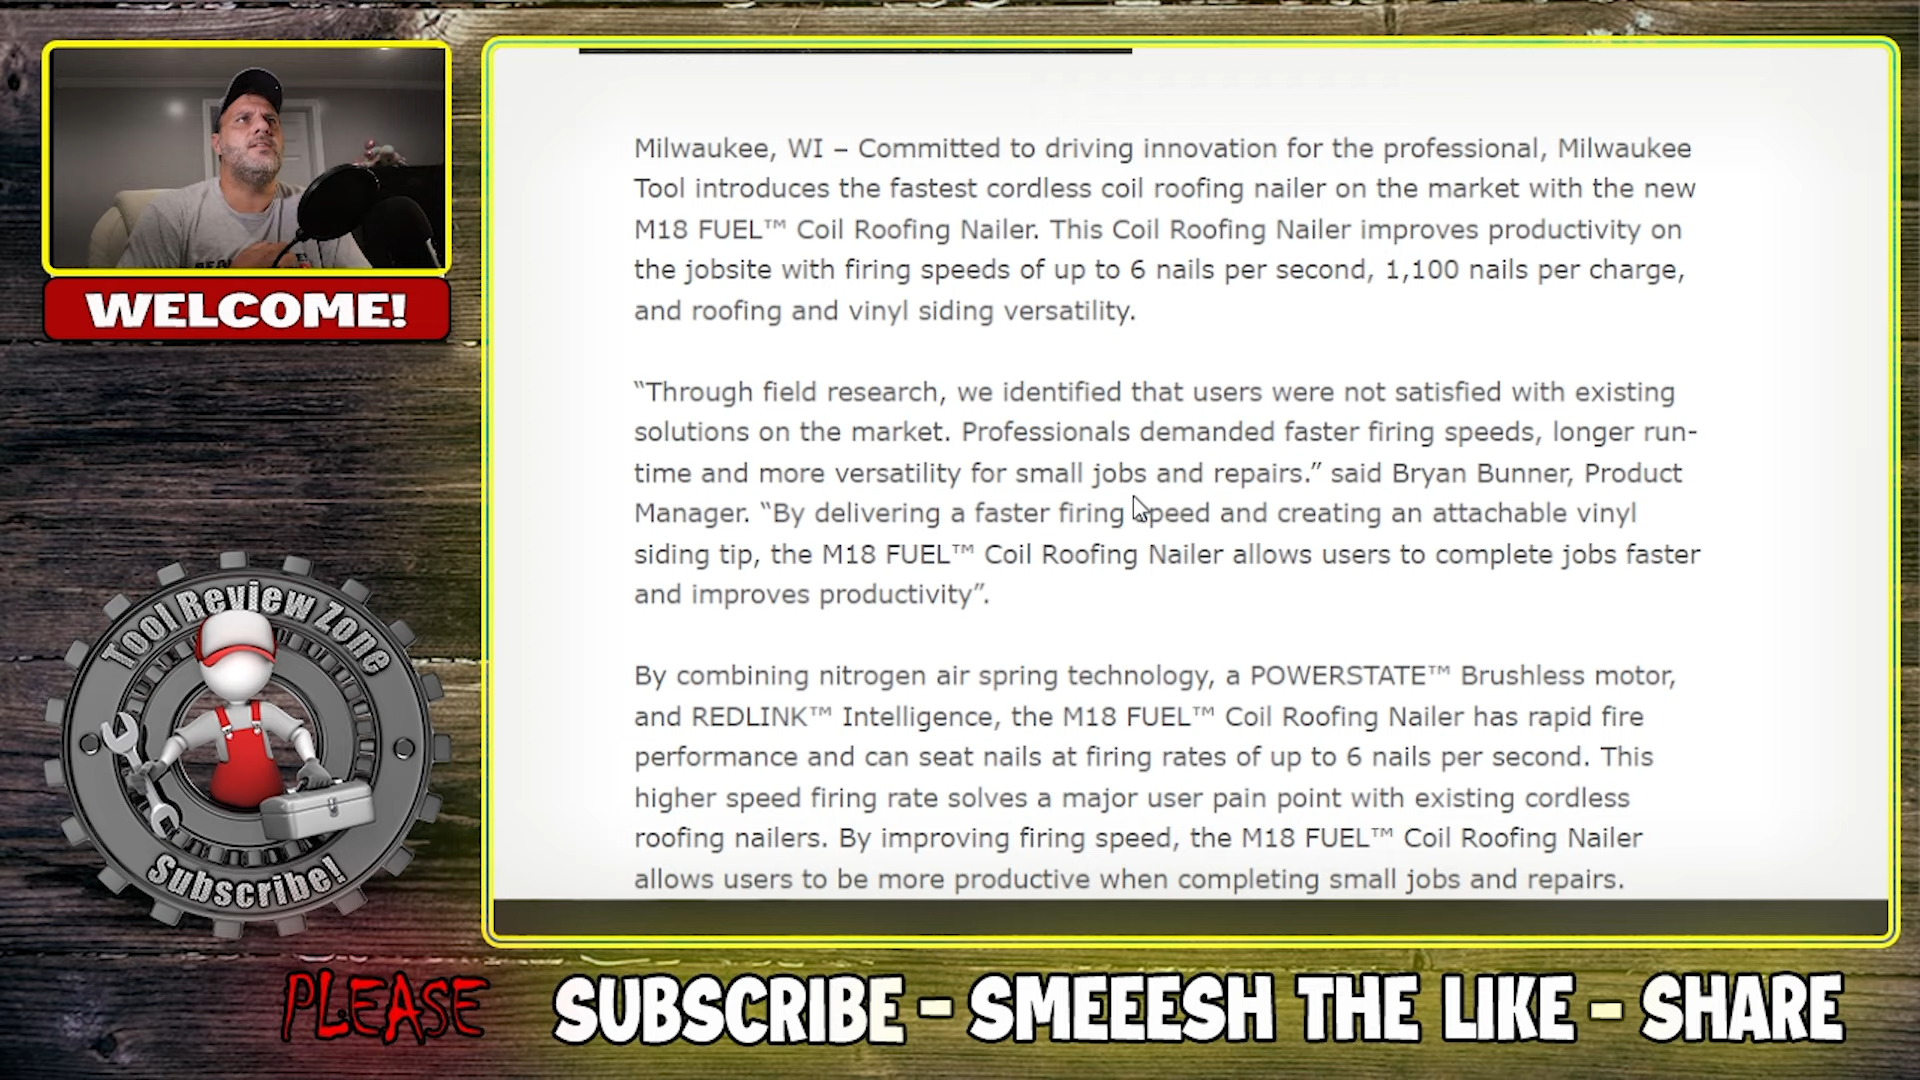 WELCOME!
Milwaukee, WI – Committed to driving innovation for the professional, Milwaukee
Tool introduces the fastest cordless coil roofing nailer on the market with the new
M18 FUEL™ Coil Roofing Nailer. This Coil Roofing Nailer improves productivity on
the jobsite with firing speeds of up to 6 nails per second, 1,100 nails per charge,
and roofing and vinyl siding versatility.
“Through field research, we identified that users were not satisfied with existing
solutions on the market. Professionals demanded faster firing speeds, longer run-
time and more versatility for small jobs and repairs.” said Bryan Bunner, Product
Manager. “By delivering a faster firing speed and creating an attachable vinyl
siding tip, the M18 FUEL™ Coil Roofing Nailer allows users to complete jobs faster
and improves productivity”.
By combining nitrogen air spring technology, a POWERSTATE™ Brushless motor,
and REDLINK™ Intelligence, the M18 FUEL™ Coil Roofing Nailer has rapid fire
performance and can seat nails at firing rates of up to 6 nails per second. This
higher speed firing rate solves a major user pain point with existing cordless
roofing nailers. By improving firing speed, the M18 FUEL™ Coil Roofing Nailer
allows users to be more productive when completing small jobs and repairs.
Tool Review Zone
Subscribe!
PLEASE SUBSCRIBE - SMEEESH THE LIKE - SHARE